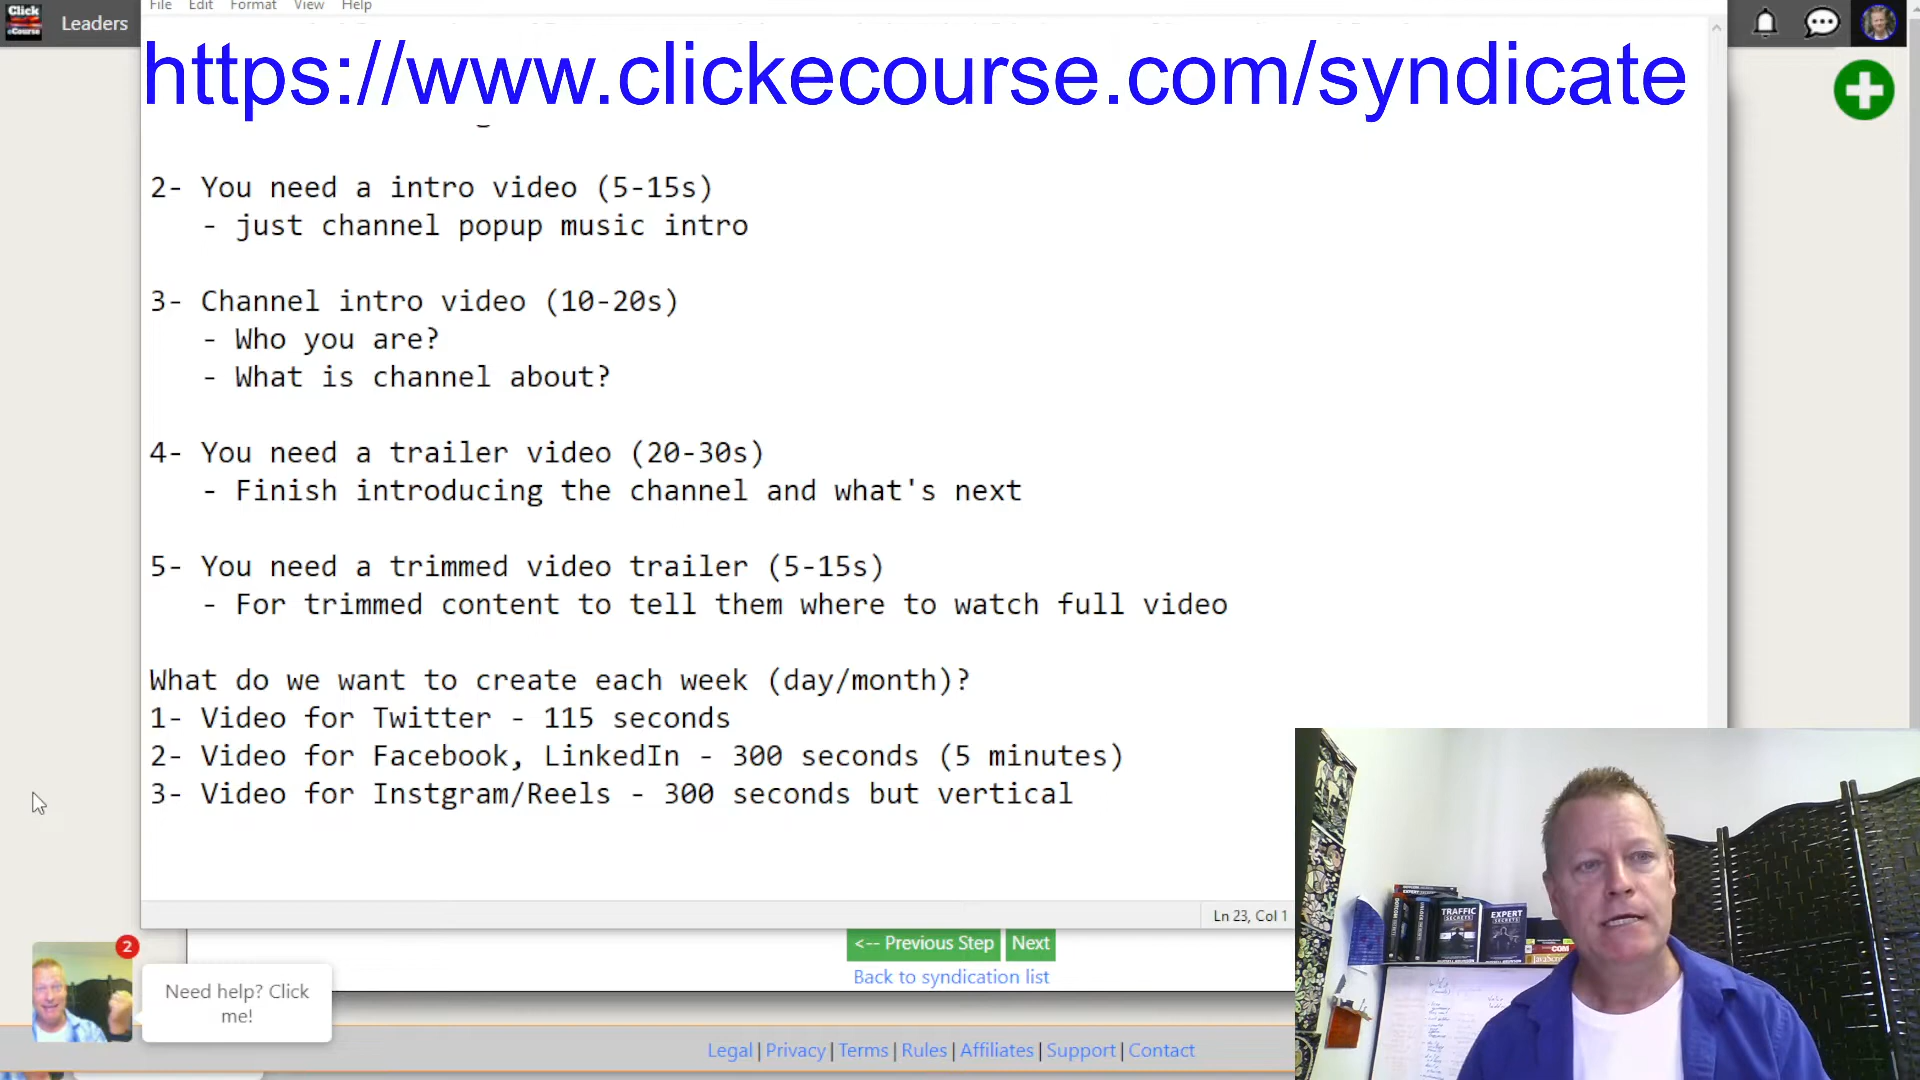 Click
eCourse
Leaders
File Edit Format View Help
https://www.clickecourse.com/syndicate
2- You need a intro video (5-15s)
- just channel popup music intro
3- Channel intro video (10-20s)
- Who you are?
- What is channel about?
4- You need a trailer video (20-30s)
- Finish introducing the channel and what's next
5- You need a trimmed video trailer (5-15s)
- For trimmed content to tell them where to watch full video
What do we want to create each week (day/month)?
1- Video for Twitter - 115 seconds
2- Video for Facebook, LinkedIn - 300 seconds (5 minutes)
3- Video for Instgram/Reels - 300 seconds but vertical
Ln 23, Col 1
<-- Previous Step Next
Back to syndication list
2
Need help? Click
me!
Legal | Privacy | Terms | Rules | Affiliates | Support | Contact
TRAFFIC
SECRETS
EXPERT
SECRETS